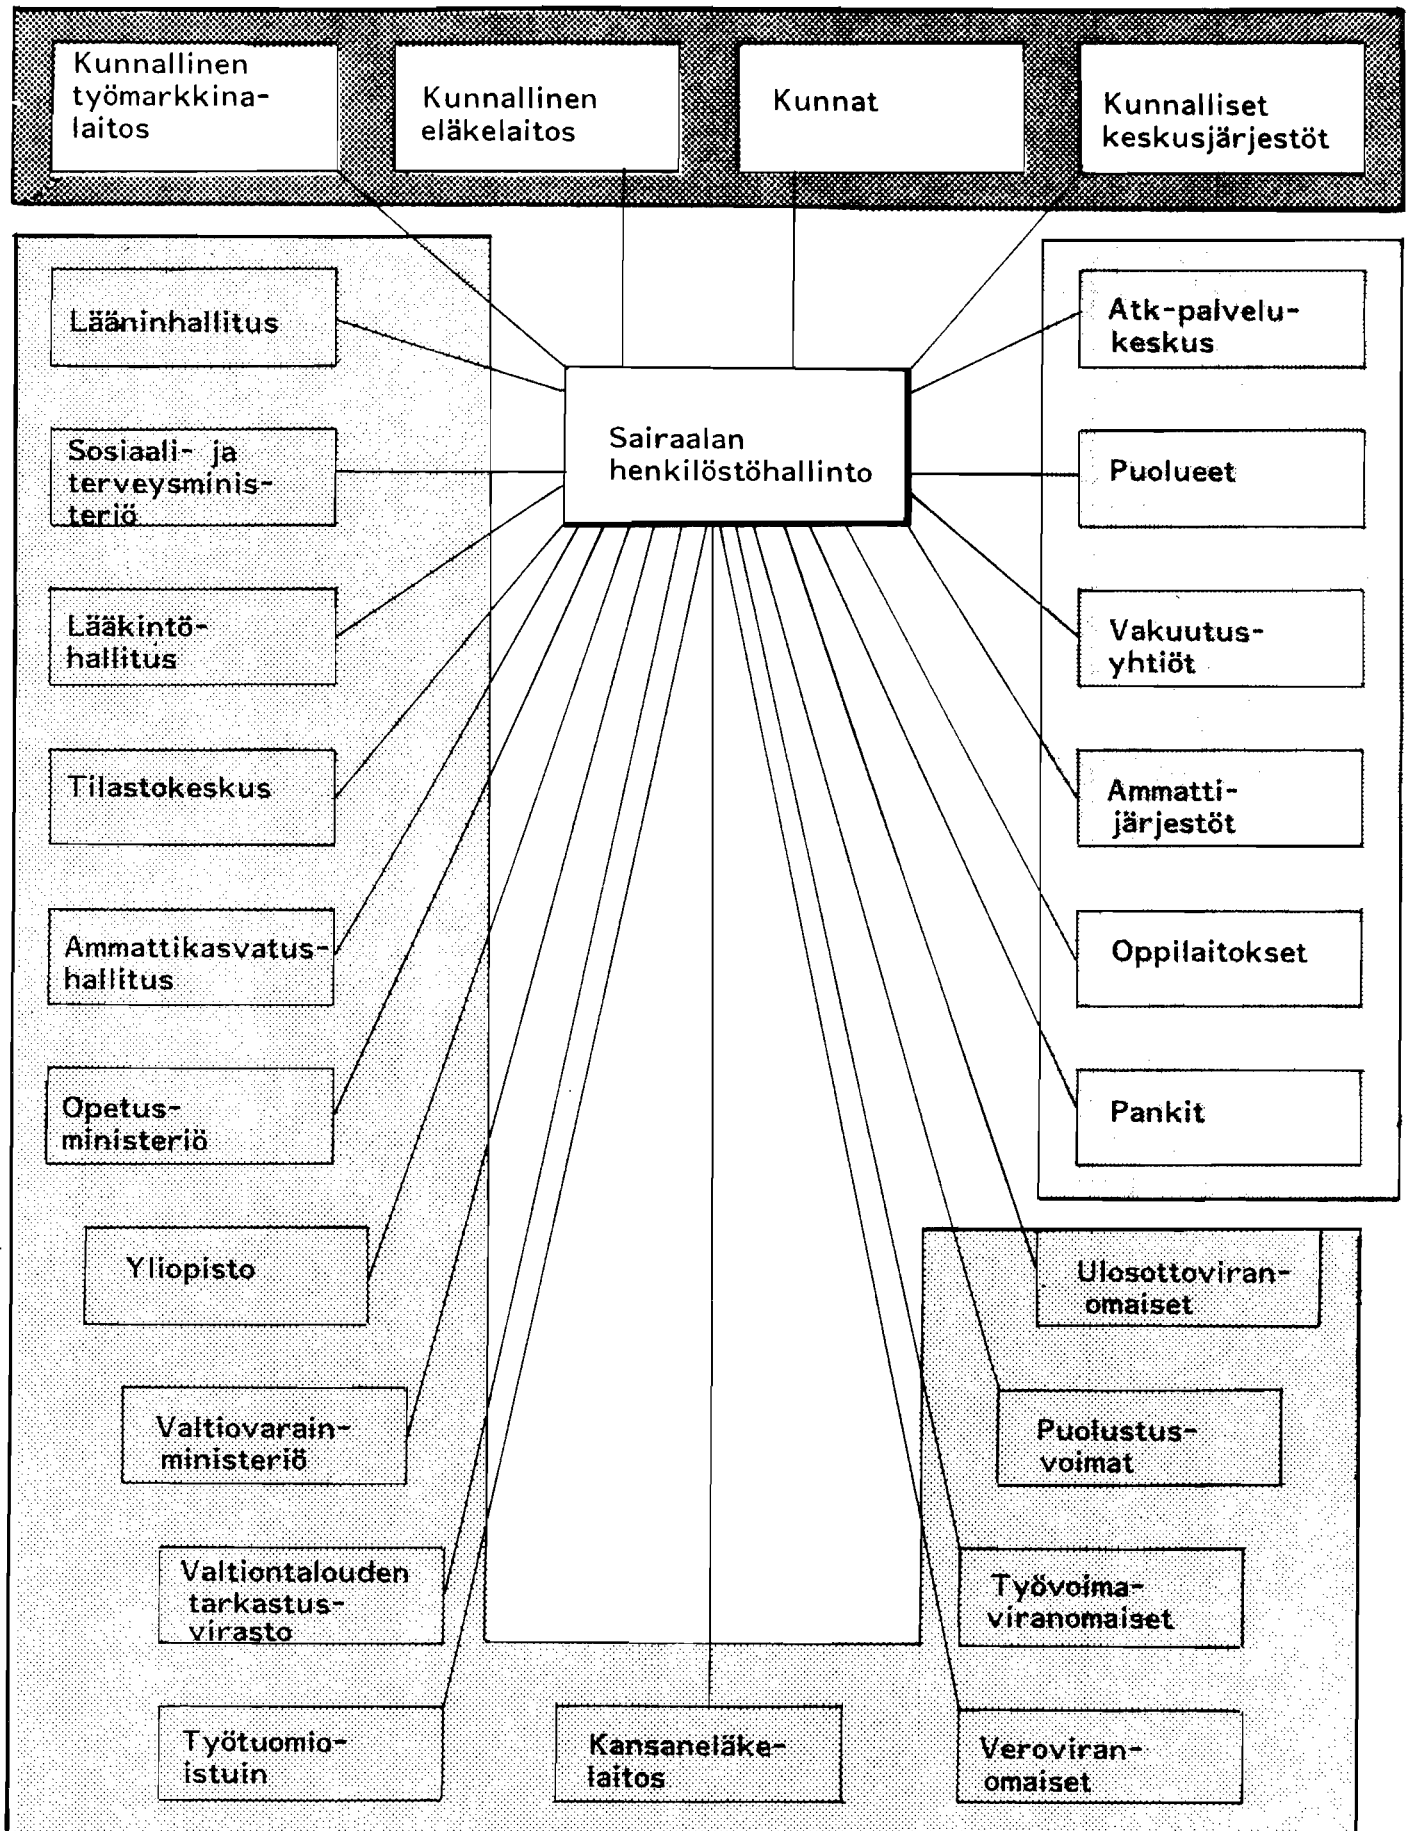 Kunnallinen
työmarkkina-
laitos
Kunnallinen
eläkelaitos
Kunnat
Kunnalliset
keskusjärjestöt
Lääninhallitus
Sosiaali- ja
terveysminis-
teriö
Lääkintö-
hallitus
Tilastokeskus
Ammattikasvatus-
hallitus
Opetus-
ministeriö
Yliopisto
Valtiovarain-
ministeriö
Valtiontalouden
tarkastus-
virasto
Työtuomio-
istuin
Sairaalan
henkilöstöhallinto
Kansaneläke-
laitos
Atk-palvelu-
keskus
Puolueet
Vakuutus-
yhtiöt
Ammatti-
järjestöt
Oppilaitokset
Pankit
Ulosottoviran-
omaiset
Puolustus-
voimat
Työvoima-
viranomaiset
Veroviran-
omaiset